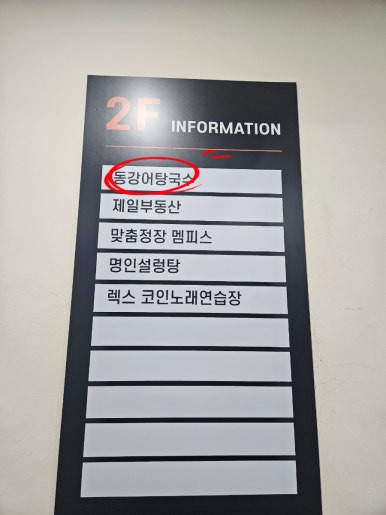 2F INFORMATION
동강어탕국수
제일부동산
맞춤정장 멤피스
명인설렁탕
렉스 코인노래연습장